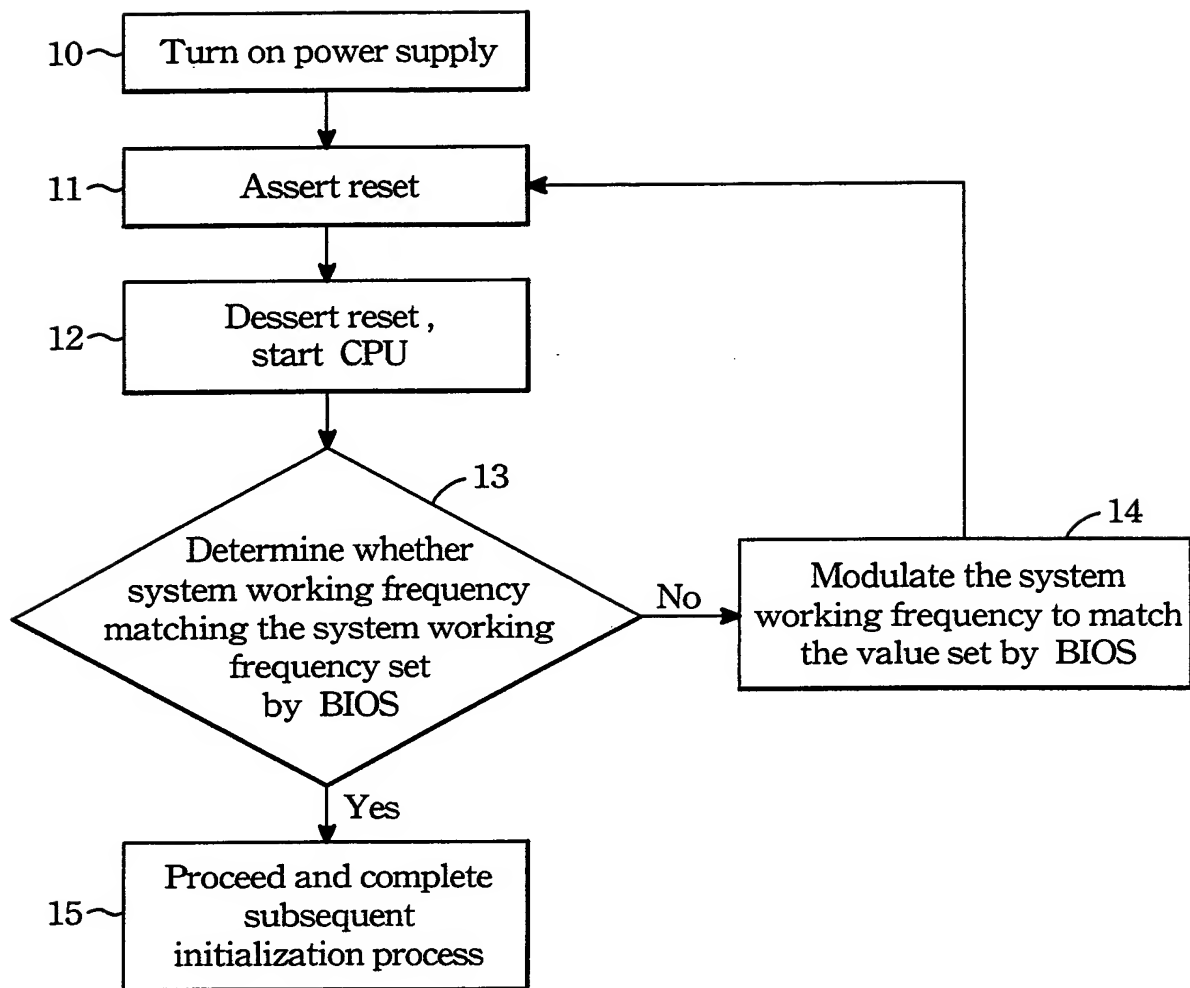 10 Turn on power supply
11 Assert reset
12 Dessert reset ,
start CPU
13
Determine whether
system working frequency
matching the system working
frequency set
by BIOS
No
14
Modulate the system
working frequency to match
the value set by BIOS
Yes
15 Proceed and complete
subsequent
initialization process